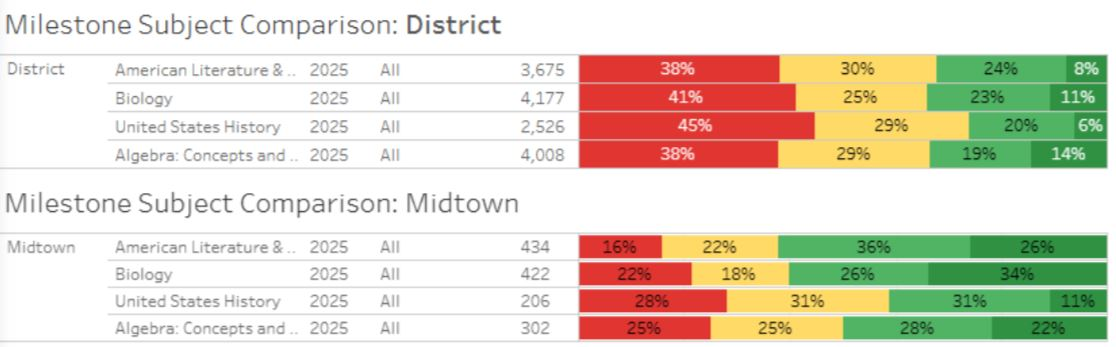 Milestone Subject Comparison: District
District American Literature & .. 2025 All 3,675 38% 30% 24% 8%
Biology 4,177 41% 25% 23% 11%
United States History 2025 All 2,526 45% 29% 20% 6%
Algebra: Concepts and .. 2025 All 4,008 38% 29% 19% 14%
Milestone Subject Comparison: Midtown
Midtown American Literature & .. 2025 All 434 16% 22% 36% 26%
Biology 2025 All 422 22% 18% 26% 34%
United States History 2025 All 206 28% 31% 31% 11%
Algebra: Concepts and .. 2025 All 302 25% 25% 28% 22%